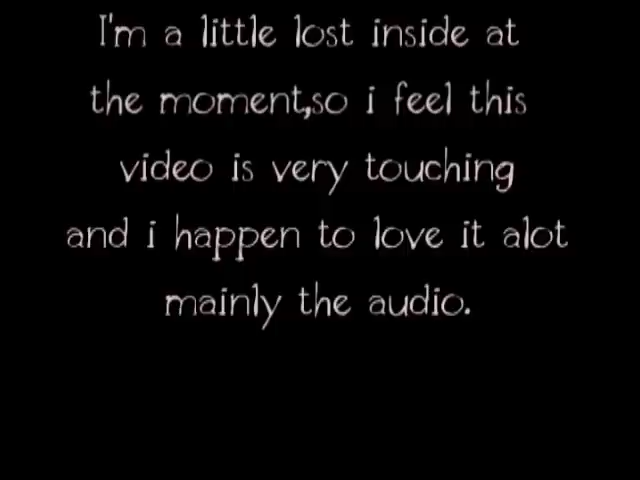 I'm a little lost inside at
the moment,so i feel this
video is very touching
and i happen to love it alot
mainly the audio.